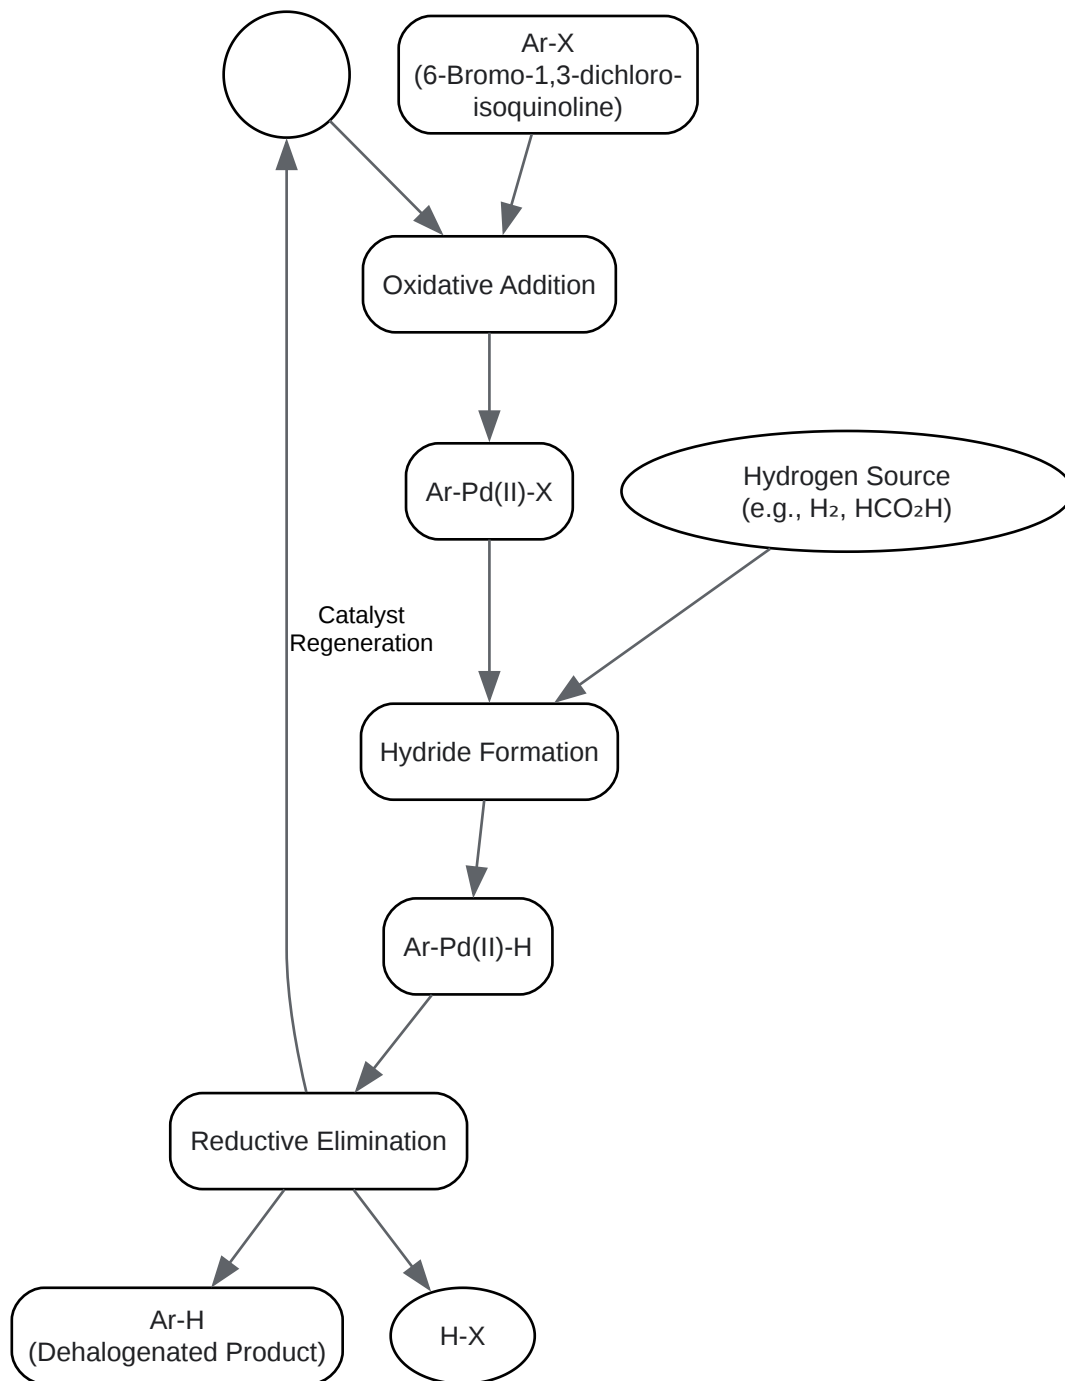 Ar-X
(6-Bromo-1,3-dichloro-
isoquinoline)
Oxidative Addition
Ar-Pd(II)-X
Hydrogen Source
(e.g., H₂, HCO₂H)
Catalyst
Regeneration
Hydride Formation
Ar-Pd(II)-H
Reductive Elimination
Ar-H
(Dehalogenated Product)
H-X